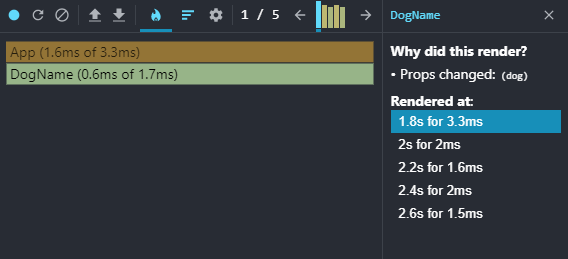 1 / 5
DogName
App (1.6ms of 3.3ms)
DogName (0.6ms of 1.7ms)
Why did this render?
• Props changed: (dog)
Rendered at:
1.8s for 3.3ms
2s for 2ms
2.2s for 1.6ms
2.4s for 2ms
2.6s for 1.5ms